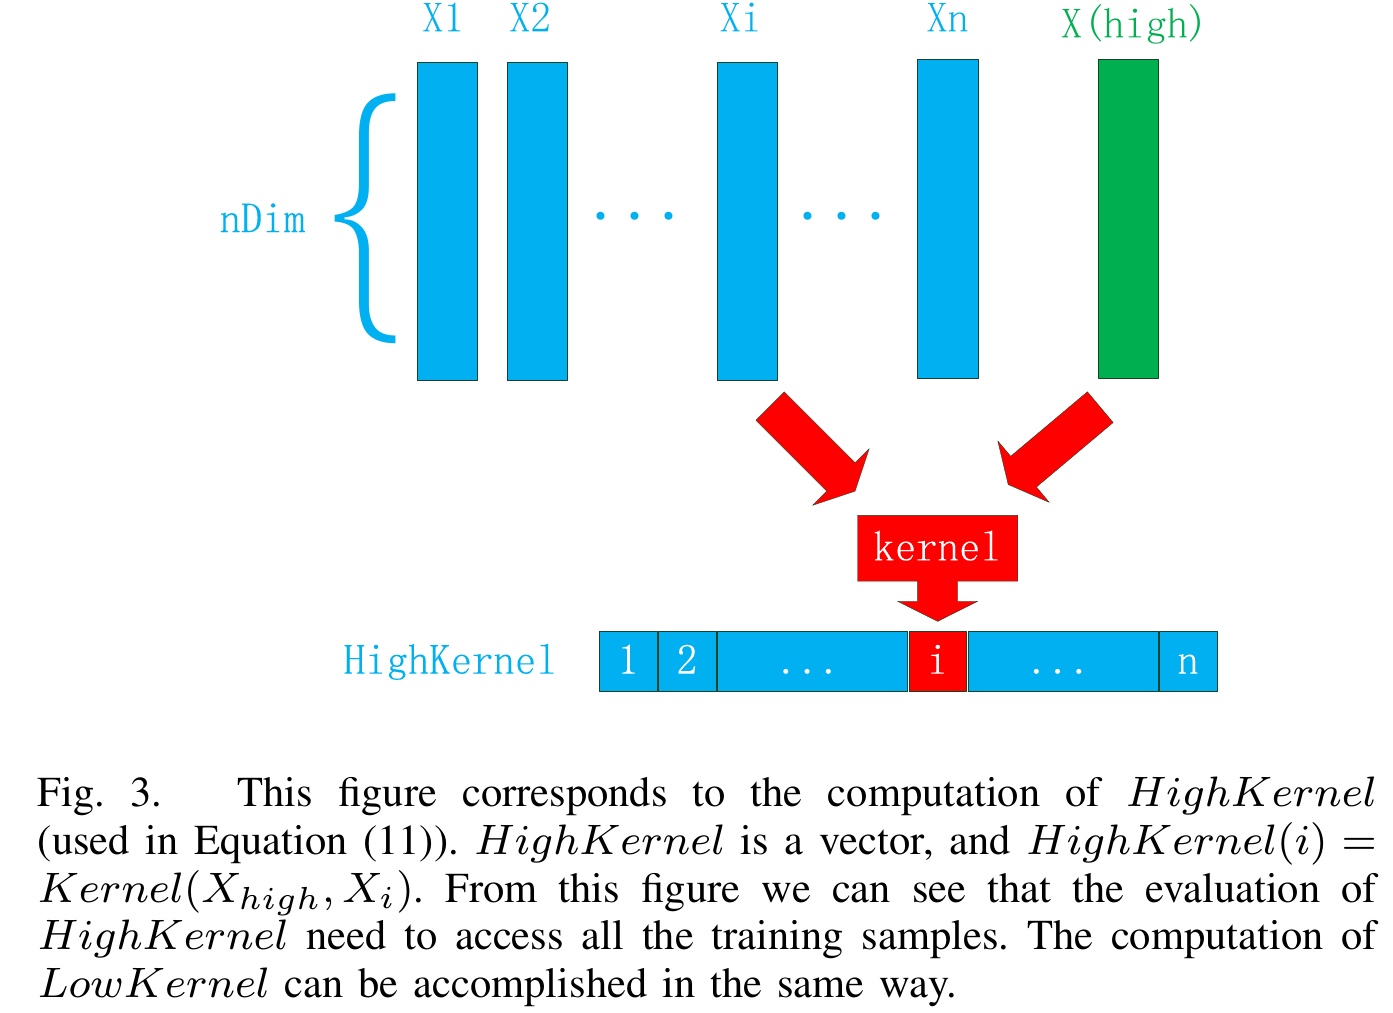 X1 X2 Xi Xn X(high)
nDim
... ...
kernel
HighKernel 1 2 ... i ... n
Fig. 3. This figure corresponds to the computation of HighKernel
(used in Equation (11)). HighKernel is a vector, and HighKernel(i) =
Kernel(X_high, X_i). From this figure we can see that the evaluation of
HighKernel need to access all the training samples. The computation of
LowKernel can be accomplished in the same way.